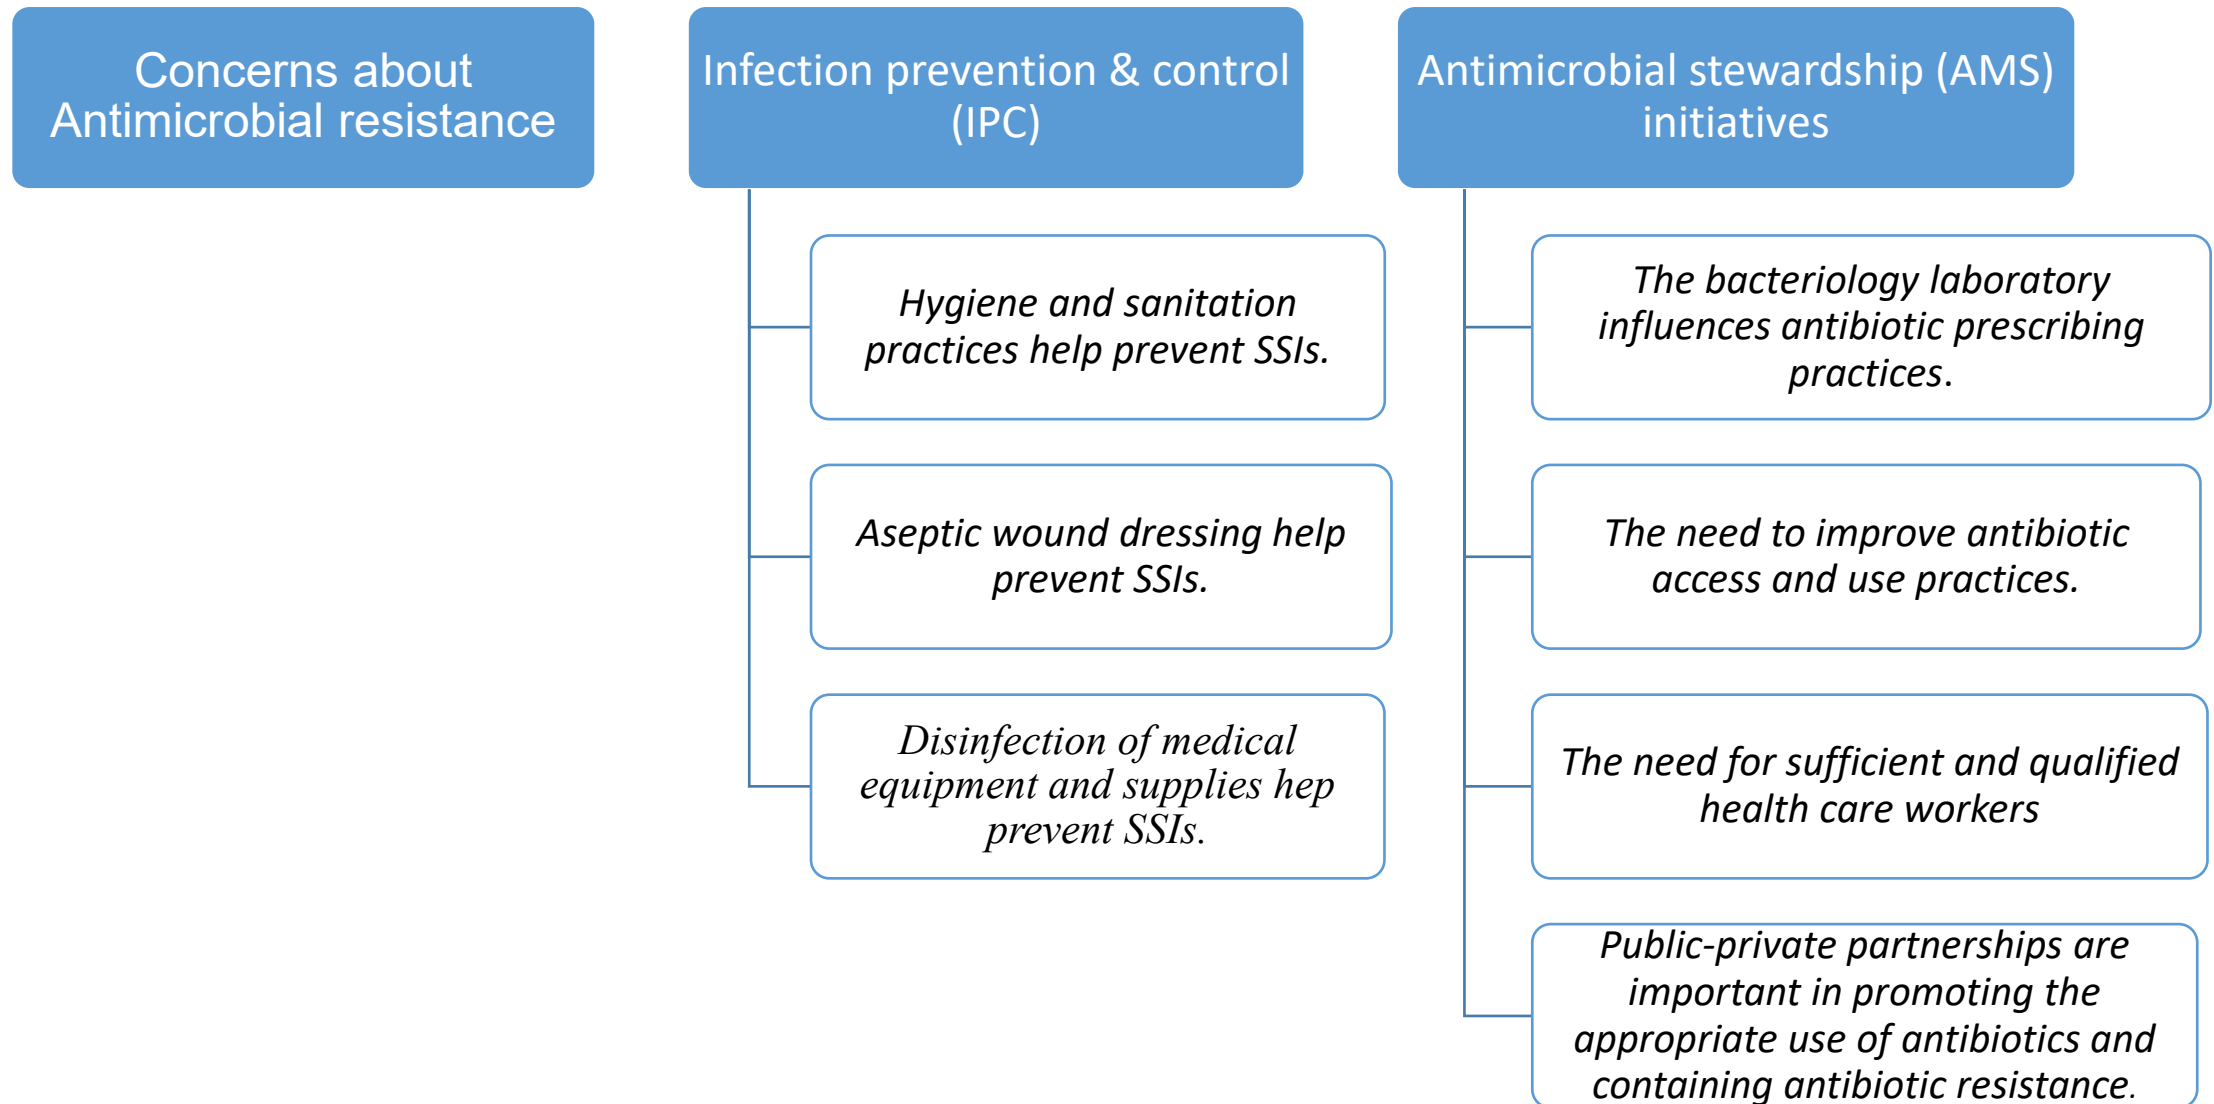 Concerns about
Antimicrobial resistance
Infection prevention & control
(IPC)
Hygiene and sanitation
practices help prevent SSIs.
Aseptic wound dressing help
prevent SSIs.
Disinfection of medical
equipment and supplies hep
prevent SSIs.
Antimicrobial stewardship (AMS)
initiatives
The bacteriology laboratory
influences antibiotic prescribing
practices.
The need to improve antibiotic
access and use practices.
The need for sufficient and qualified
health care workers
Public-private partnerships are
important in promoting the
appropriate use of antibiotics and
containing antibiotic resistance.